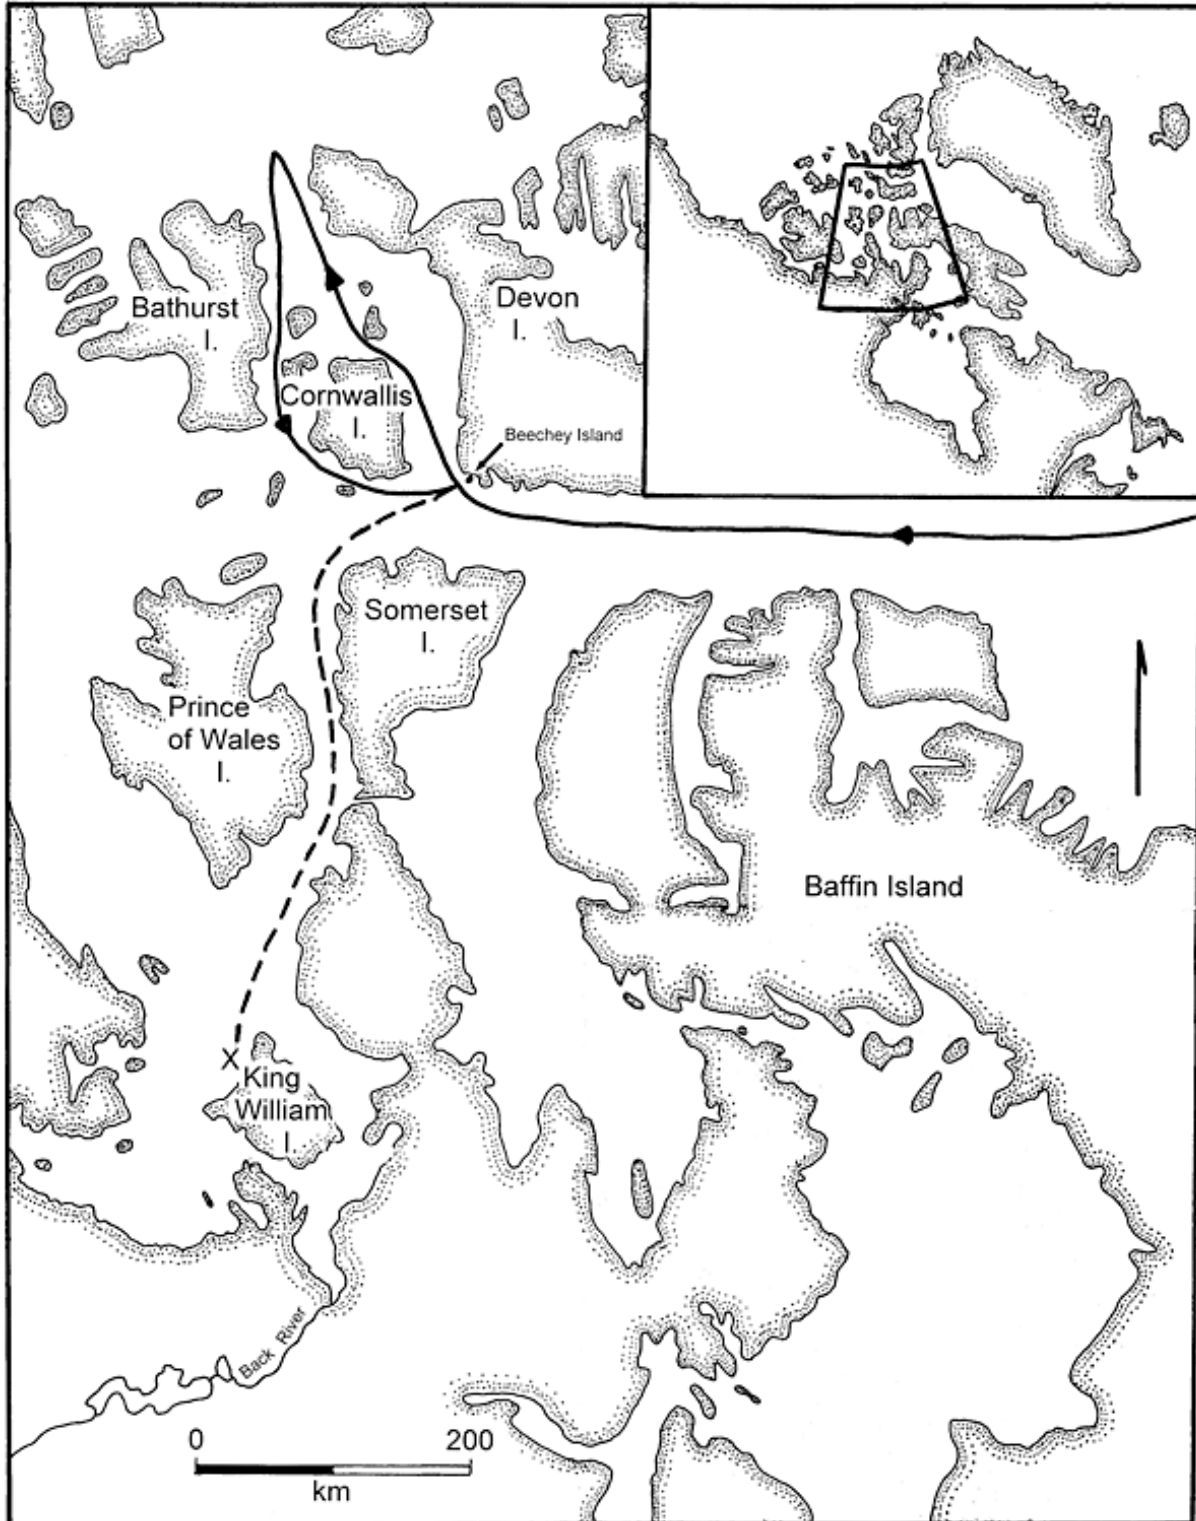 Bathurst
I.
Devon
I.
Cornwallis
I.
Beechey Island
Somerset
I.
Prince
of Wales
I.
Baffin Island
King
William
I.
Back River
0 200
km